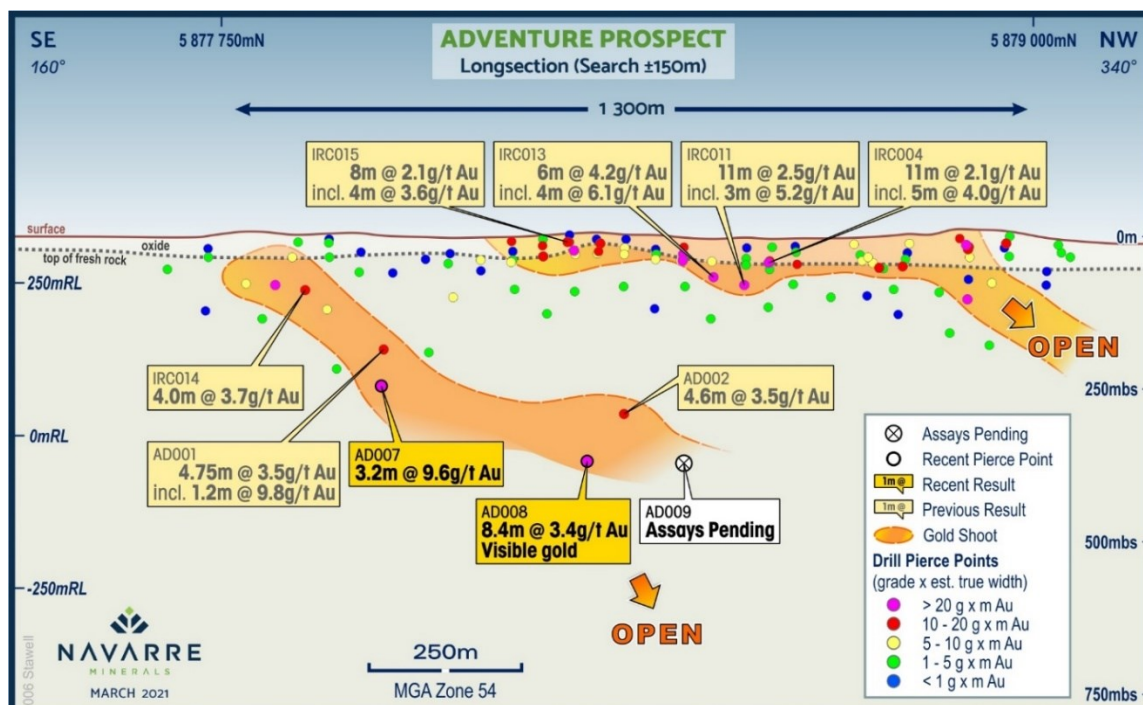 SE
160°
5 877 750mN
ADVENTURE PROSPECT
Longsection (Search ±150m)
5 879 000mN
NW
340°
1 300m
IRC015
8m @ 2.1g/t Au
incl. 4m @ 3.6g/t Au
IRC013
6m @ 4.2g/t Au
incl. 4m @ 6.1g/t Au
IRC011
11m @ 2.5g/t Au
incl. 3m @ 5.2g/t Au
IRC004
11m @ 2.1g/t Au
incl. 5m @ 4.0g/t Au
surface
oxide
top of fresh rock
0m
250mRL
OPEN
IRC014
4.0m @ 3.7g/t Au
AD002
4.6m @ 3.5g/t Au
250mbs
0mRL
AD001
4.75m @ 3.5g/t Au
incl. 1.2m @ 9.8g/t Au
AD007
3.2m @ 9.6g/t Au
AD008
8.4m @ 3.4g/t Au
Visible gold
AD009
Assays Pending
Assays Pending
Recent Pierce Point
1m @
Recent Result
1m @
Previous Result
Gold Shoot
Drill Pierce Points
(grade x est. true width)
> 20 g x m Au
10 - 20 g x m Au
5 - 10 g x m Au
1 - 5 g x m Au
< 1 g x m Au
500mbs
-250mRL
OPEN
NAVARRE
MINERALS
MARCH 2021
250m
MGA Zone 54
750mbs
006 Stawell